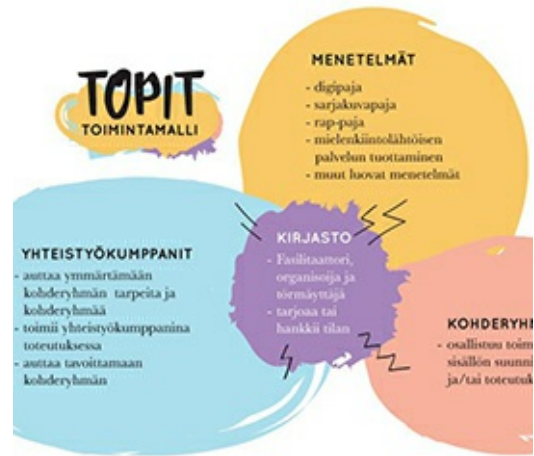 TOPIT
TOIMINTAMALLI
MENETELMÄT
- digipaja
- sarjakuvapaja
- rap-paja
- mielenkiintolähtöisen
palvelun tuottaminen
- muut luovat menetelmät
YHTEISTYÖKUMPPANIT
- auttaa ymmärtämään
kohderyhmän tarpeita ja
kohderyhmää
- toimii yhteistyökumppanina
toteutuksessa
- auttaa tavoittamaan
kohderyhmän
KIRJASTO
- Fasilitaattori,
organisoija ja
törmäyttäjä
- tarjoaa tai
hankkii tilan
KOHDERYHM
- osallistuu toim
sisällön suunni
ja/tai toteutuk